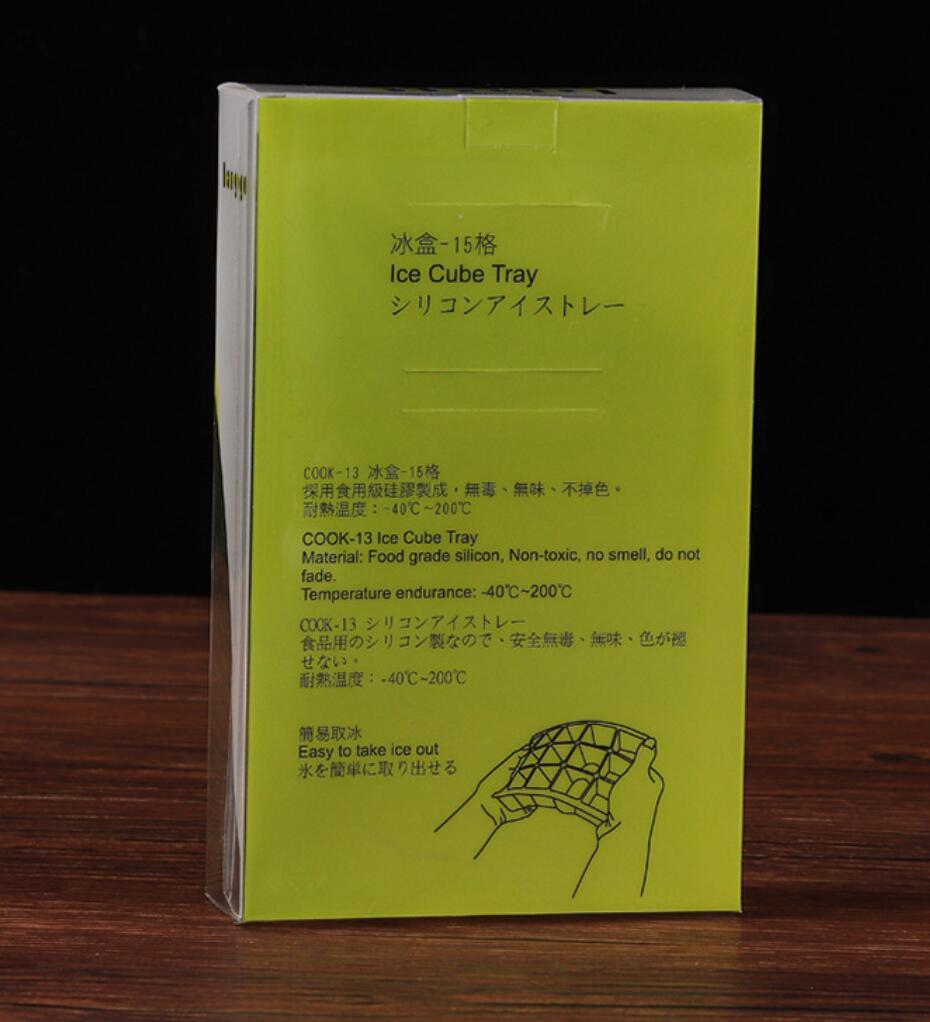 冰盒-15格
Ice Cube Tray
シリコンアイストレー
COOK-13 冰盒-15格
採用食用級硅膠製成，無毒、無味、不掉色。
耐熱溫度：-40℃~200℃
COOK-13 Ice Cube Tray
Material: Food grade silicon, Non-toxic, no smell, do not
fade.
Temperature endurance: -40℃~200℃
COOK-13 シリコンアイストレー
食品用のシリコン製なので、安全無毒、無味、色が褪
せない。
耐熱温度：-40℃~200℃
簡易取冰
Easy to take ice out
氷を簡単に取り出せる